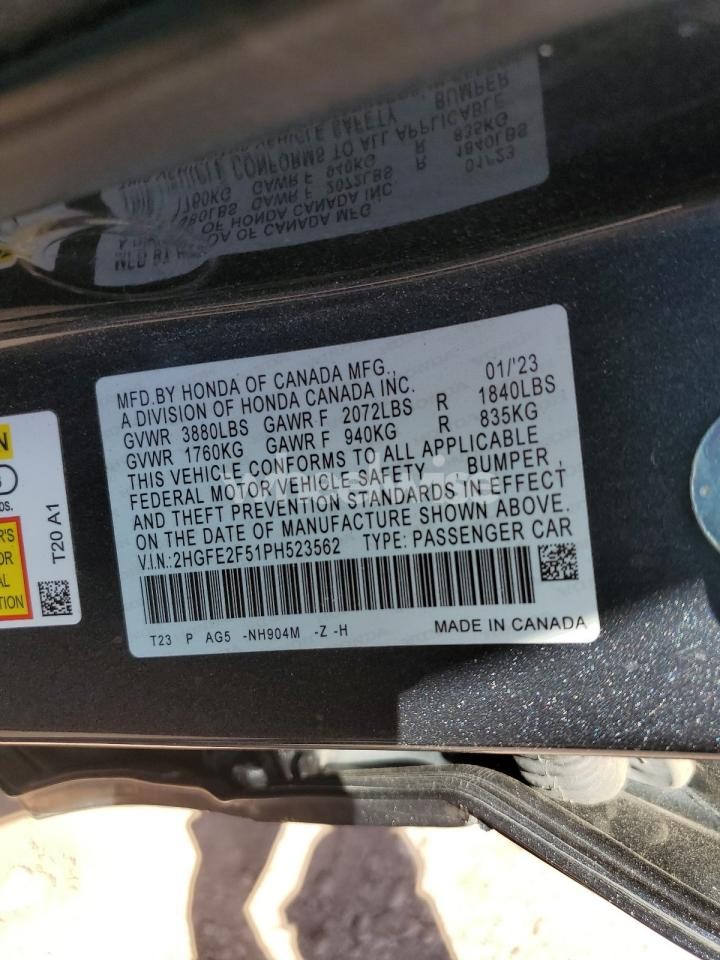 MFD.BY HONDA OF CANADA MFG., 01/'23
A DIVISION OF HONDA CANADA INC.
GVWR 3880LBS GAWR F 2072LBS R 1840LBS
GVWR 1760KG GAWR F 940KG R 835KG
THIS VEHICLE CONFORMS TO ALL APPLICABLE
FEDERAL MOTOR VEHICLE SAFETY, BUMPER,
AND THEFT PREVENTION STANDARDS IN EFFECT
ON THE DATE OF MANUFACTURE SHOWN ABOVE.
V.I.N.:2HGFE2F51PH523562 TYPE: PASSENGER CAR
T23 P AG5 -NH904M -Z -H MADE IN CANADA
T20 A1